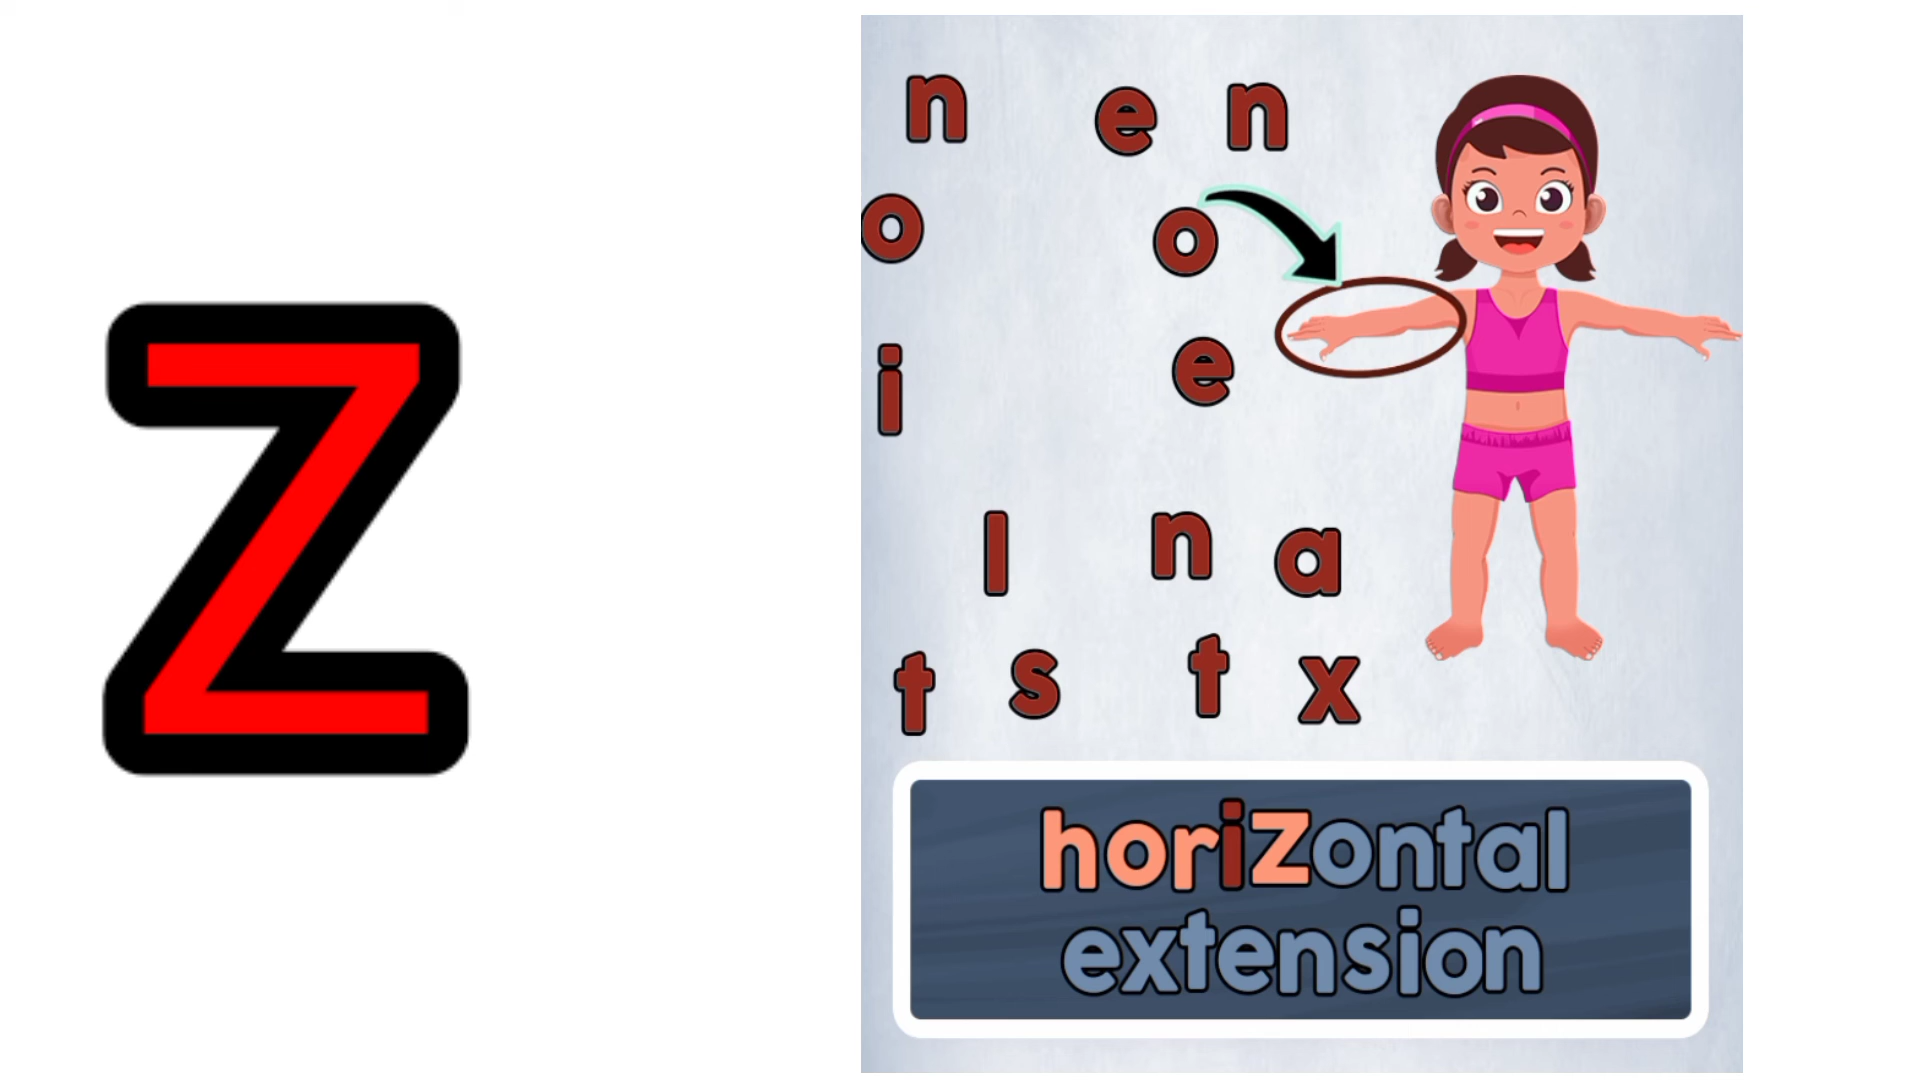 z
n e n
o o
i e
l n a
t s t x
horizontal
extension